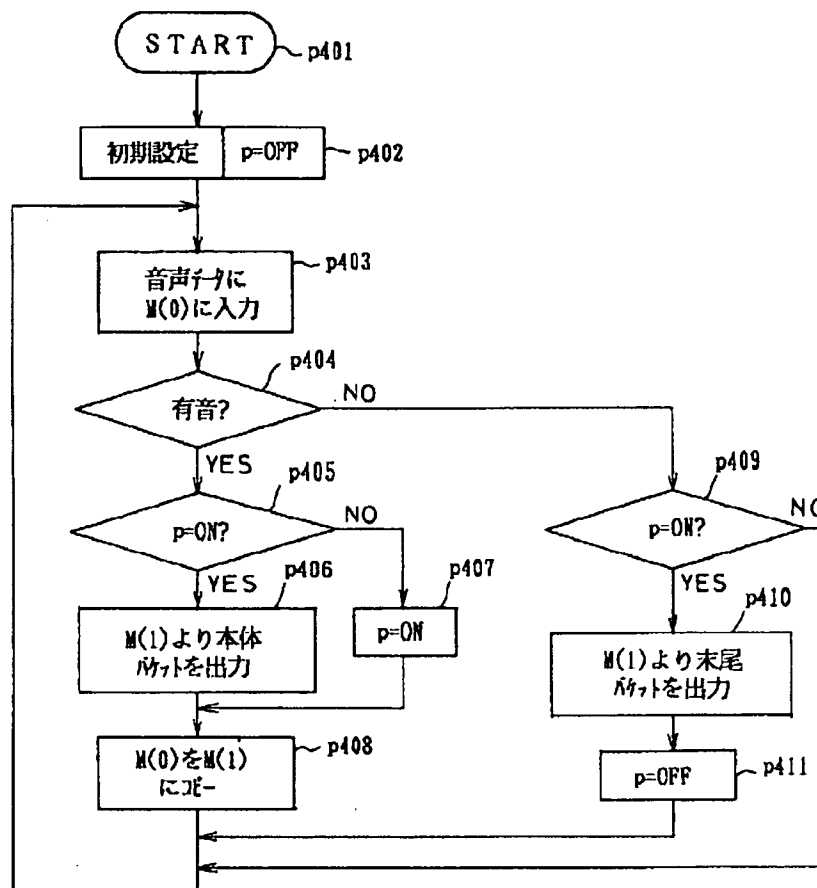 START
p401
初期設定
p=OFF
p402
音声データに
M(0)に入力
p403
有音?
p404
NO
YES
p405
p=ON?
NO
YES
p406
M(1)より本体
パケットを出力
p407
p=ON
M(0)をM(1)
にコピー
p408
p409
p=ON?
NO
YES
p410
M(1)より末尾
パケットを出力
p=OFF
p411